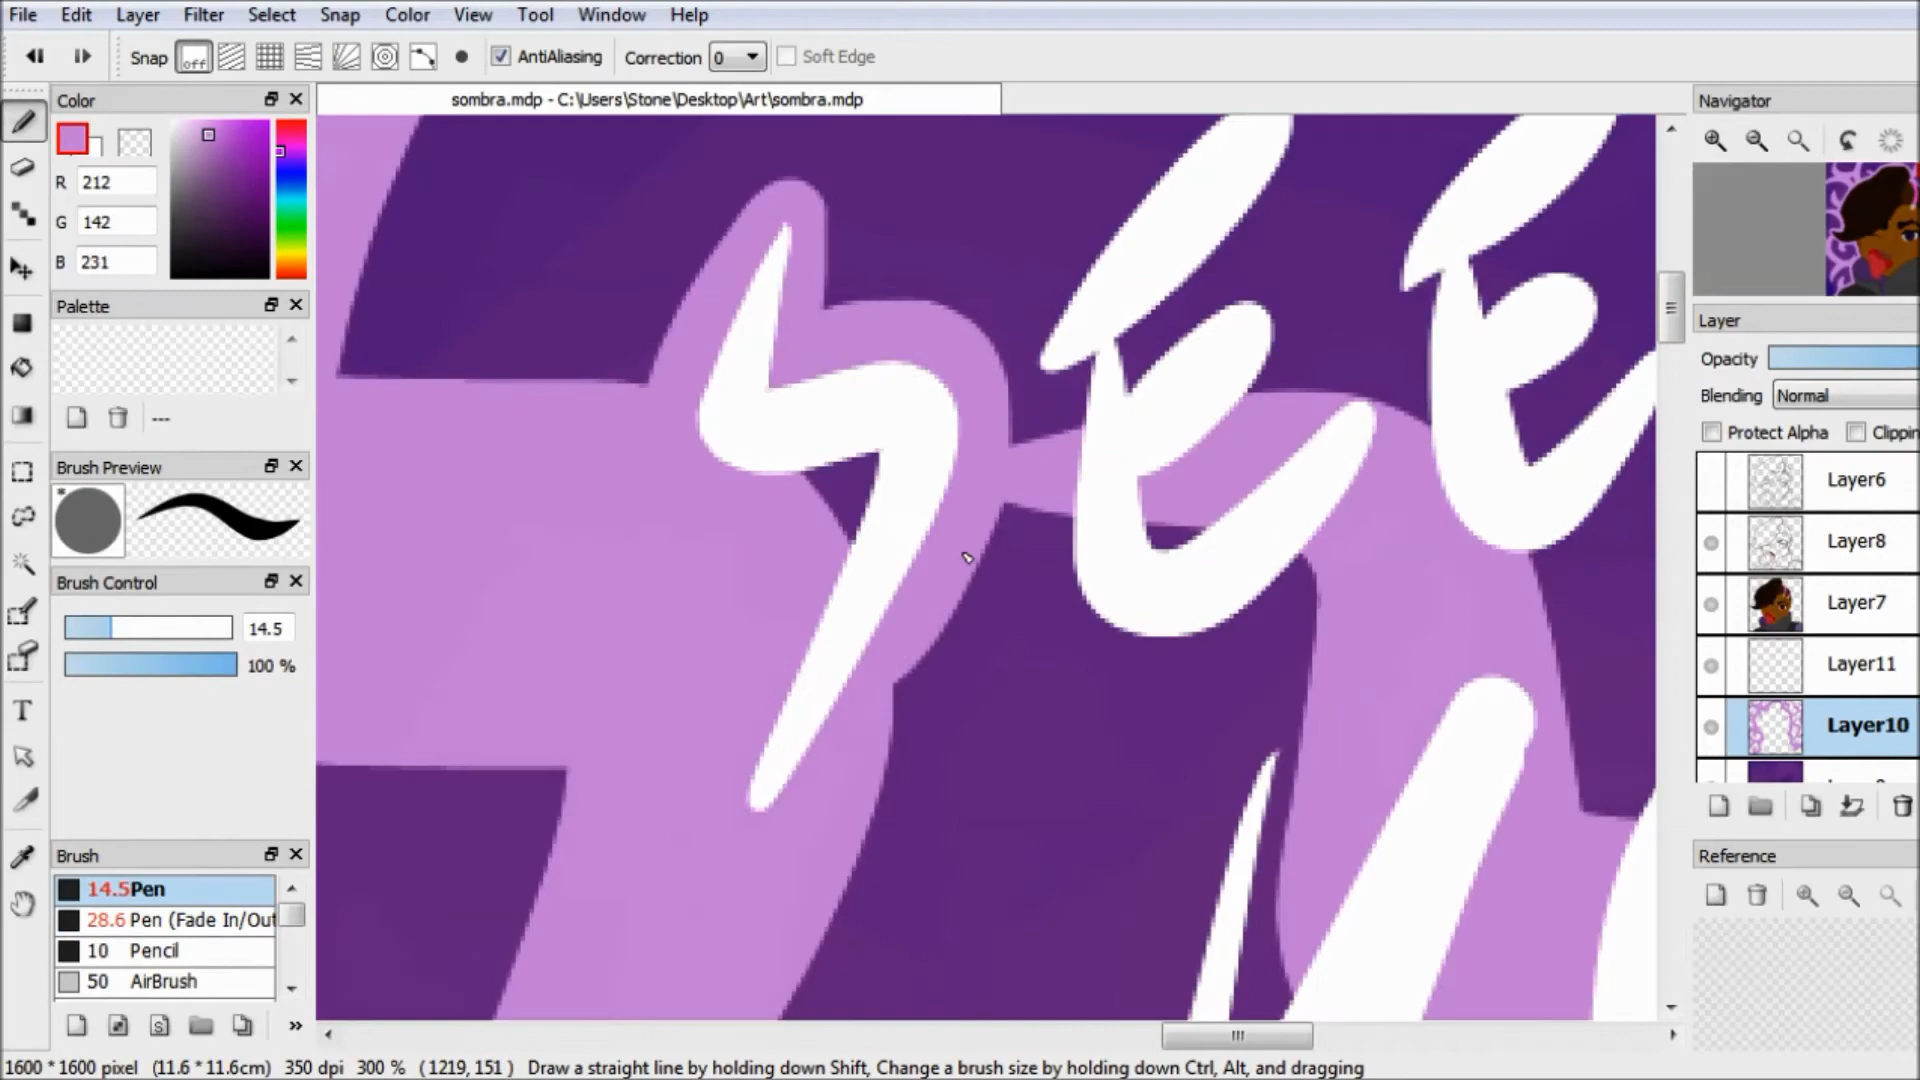 File Edit Layer Filter Select Snap Color View Tool Window Help
Snap off AntiAliasing Correction 0 Soft Edge
Color
sombra.mdp - C:\Users\Stone\Desktop\Art\sombra.mdp
Navigator
R 212
G 142
B 231
Palette
---
Layer
Opacity
Blending Normal
Protect Alpha Clippin
Brush Preview
Layer6
Layer8
Brush Control
Layer7
14.5
100 %
Layer11
Layer10
Brush
Reference
14.5 Pen
28.6 Pen (Fade In/Out
10 Pencil
50 AirBrush
1600 * 1600 pixel (11.6 * 11.6cm) 350 dpi 300 % ( 1219, 151 ) Draw a straight line by holding down Shift, Change a brush size by holding down Ctrl, Alt, and dragging